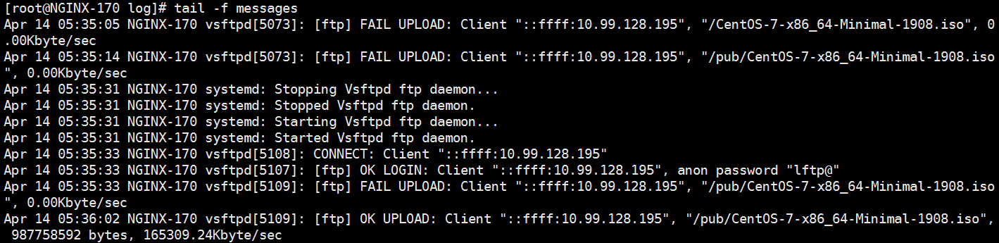 [root@NGINX-170 log]# tail -f messages
Apr 14 05:35:05 NGINX-170 vsftpd[5073]: [ftp] FAIL UPLOAD: Client "::ffff:10.99.128.195", "/CentOS-7-x86_64-Minimal-1908.iso", 0
.00Kbyte/sec
Apr 14 05:35:14 NGINX-170 vsftpd[5073]: [ftp] FAIL UPLOAD: Client "::ffff:10.99.128.195", "/pub/CentOS-7-x86_64-Minimal-1908.iso
", 0.00Kbyte/sec
Apr 14 05:35:31 NGINX-170 systemd: Stopping Vsftpd ftp daemon...
Apr 14 05:35:31 NGINX-170 systemd: Stopped Vsftpd ftp daemon.
Apr 14 05:35:31 NGINX-170 systemd: Starting Vsftpd ftp daemon...
Apr 14 05:35:31 NGINX-170 systemd: Started Vsftpd ftp daemon.
Apr 14 05:35:33 NGINX-170 vsftpd[5108]: CONNECT: Client "::ffff:10.99.128.195"
Apr 14 05:35:33 NGINX-170 vsftpd[5107]: [ftp] OK LOGIN: Client "::ffff:10.99.128.195", anon password "lftp@"
Apr 14 05:35:33 NGINX-170 vsftpd[5109]: [ftp] FAIL UPLOAD: Client "::ffff:10.99.128.195", "/pub/CentOS-7-x86_64-Minimal-1908.iso
", 0.00Kbyte/sec
Apr 14 05:36:02 NGINX-170 vsftpd[5109]: [ftp] OK UPLOAD: Client "::ffff:10.99.128.195", "/pub/CentOS-7-x86_64-Minimal-1908.iso",
 987758592 bytes, 165309.24Kbyte/sec